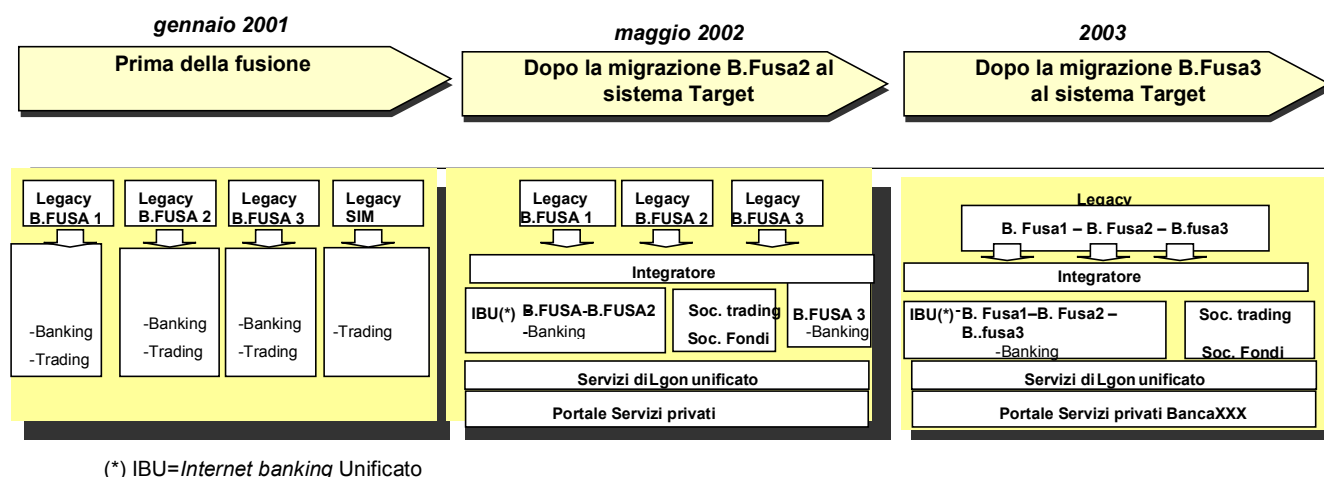 gennaio 2001
Prima della fusione
maggio 2002
Dopo la migrazione B.Fusa2 al
sistema Target
2003
Dopo la migrazione B.Fusa3
al sistema Target
Legacy
B.FUSA 1
Legacy
B.FUSA 2
Legacy
B.FUSA 3
Legacy
SIM
-Banking
-Trading
-Banking
-Trading
-Banking
-Trading
-Trading
Legacy
B.FUSA 1
Legacy
B.FUSA 2
Legacy
B.FUSA 3
Integratore
IBU(*) B.FUSA-B.FUSA2
-Banking
Soc. trading
Soc. Fondi
B.FUSA 3
-Banking
Servizi di Lgon unificato
Portale Servizi privati
Legacy
B. Fusa1 – B. Fusa2 – B.fusa3
Integratore
IBU(*) -B. Fusa1–B. Fusa2 –
B..fusa3
-Banking
Soc. trading
Soc. Fondi
Servizi di Lgon unificato
Portale Servizi privati BancaXXX
(*) IBU=Internet banking Unificato